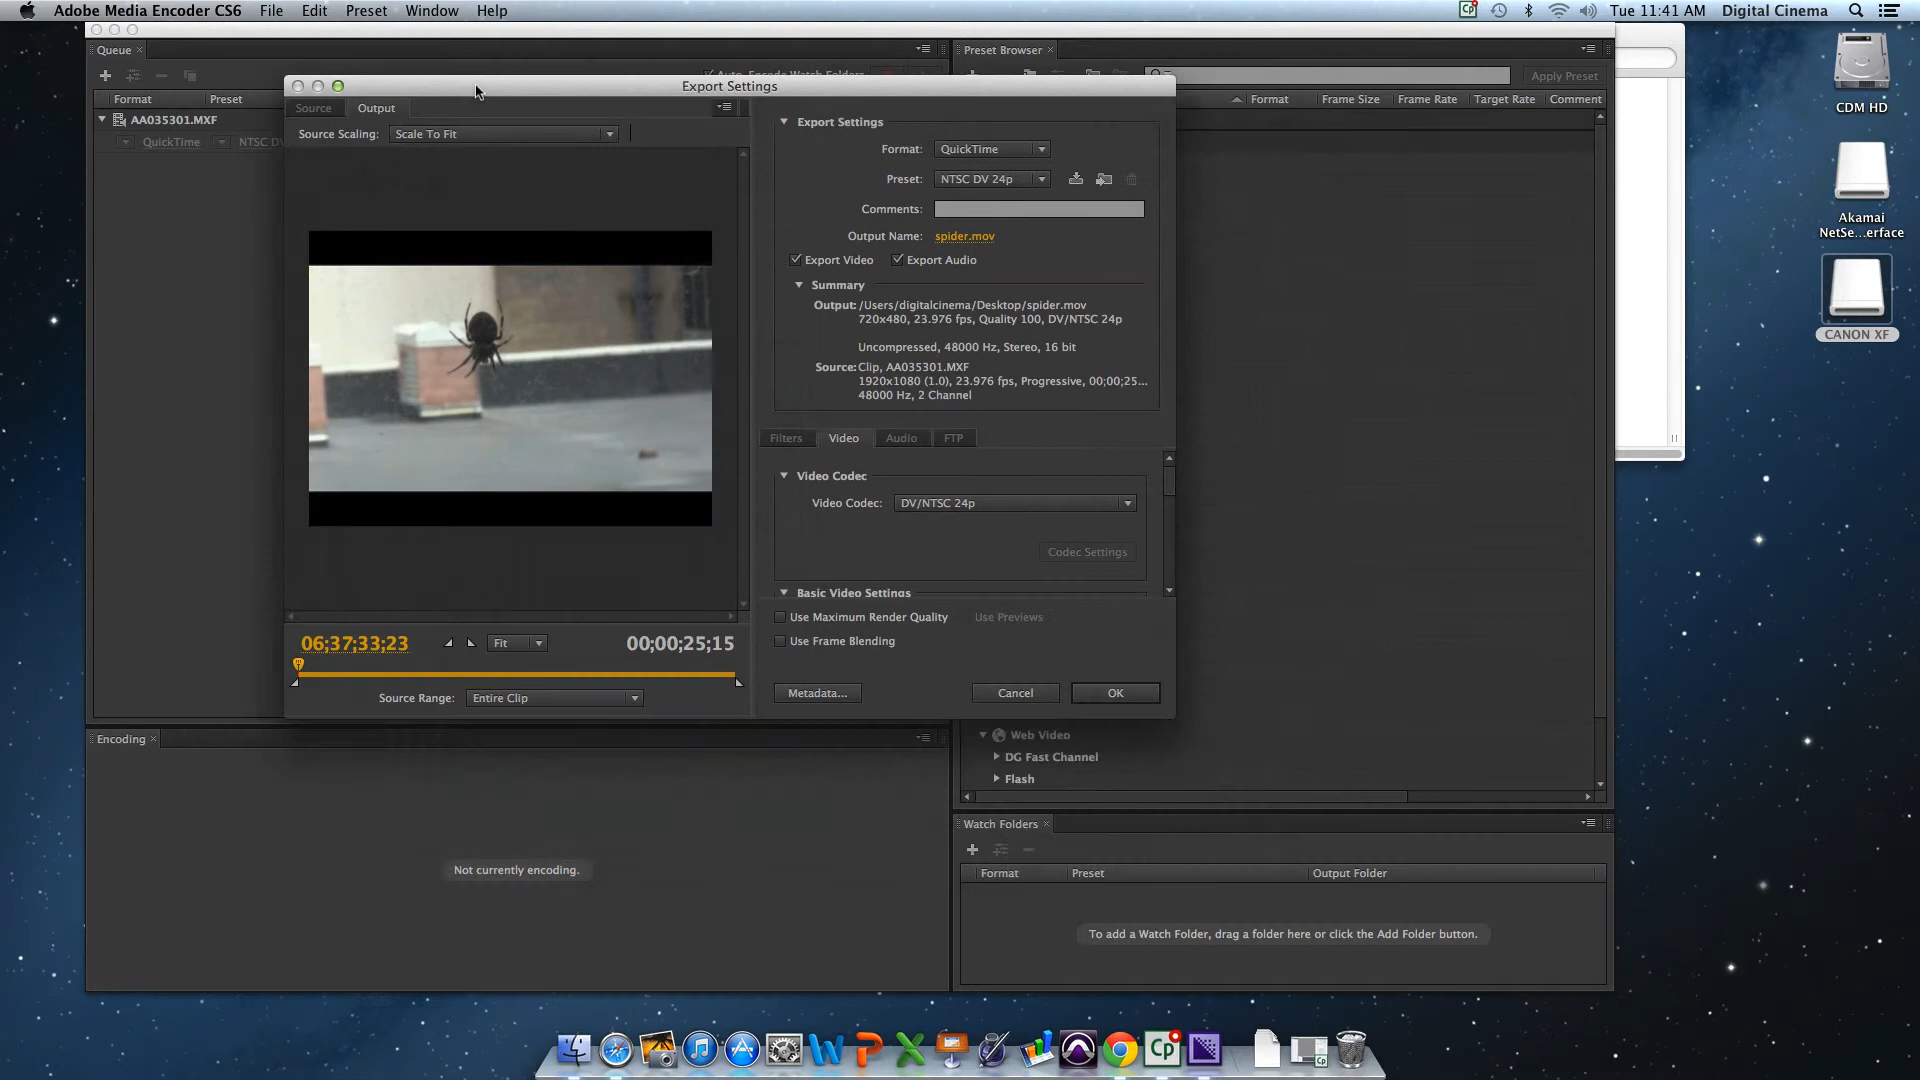 Adobe Media Encoder CS6 File Edit Preset Window Help
Tue 11:41 AM Digital Cinema
Queue
Preset Browser
Auto-Encode Watch Folders
Apply Preset
Format Preset
Format Frame Size Frame Rate Target Rate Comment
AA035301.MXF
QuickTime NTSC DV
Export Settings
Source Output
Source Scaling: Scale To Fit
06;37;33;23
Fit
00;00;25;15
Source Range: Entire Clip
Export Settings
Format: QuickTime
Preset: NTSC DV 24p
Comments:
Output Name: spider.mov
Export Video Export Audio
Summary
Output: /Users/digitalcinema/Desktop/spider.mov
720x480, 23.976 fps, Quality 100, DV/NTSC 24p
Uncompressed, 48000 Hz, Stereo, 16 bit
Source: Clip, AA035301.MXF
1920x1080 (1.0), 23.976 fps, Progressive, 00;00;25...
48000 Hz, 2 Channel
Filters Video Audio FTP
Video Codec
Video Codec: DV/NTSC 24p
Codec Settings
Basic Video Settings
Use Maximum Render Quality Use Previews
Use Frame Blending
Metadata... Cancel OK
Web Video
DG Fast Channel
Flash
Encoding
Not currently encoding.
Watch Folders
Format Preset Output Folder
To add a Watch Folder, drag a folder here or click the Add Folder button.
CDM HD
Akamai
NetSe...erface
CANON XF